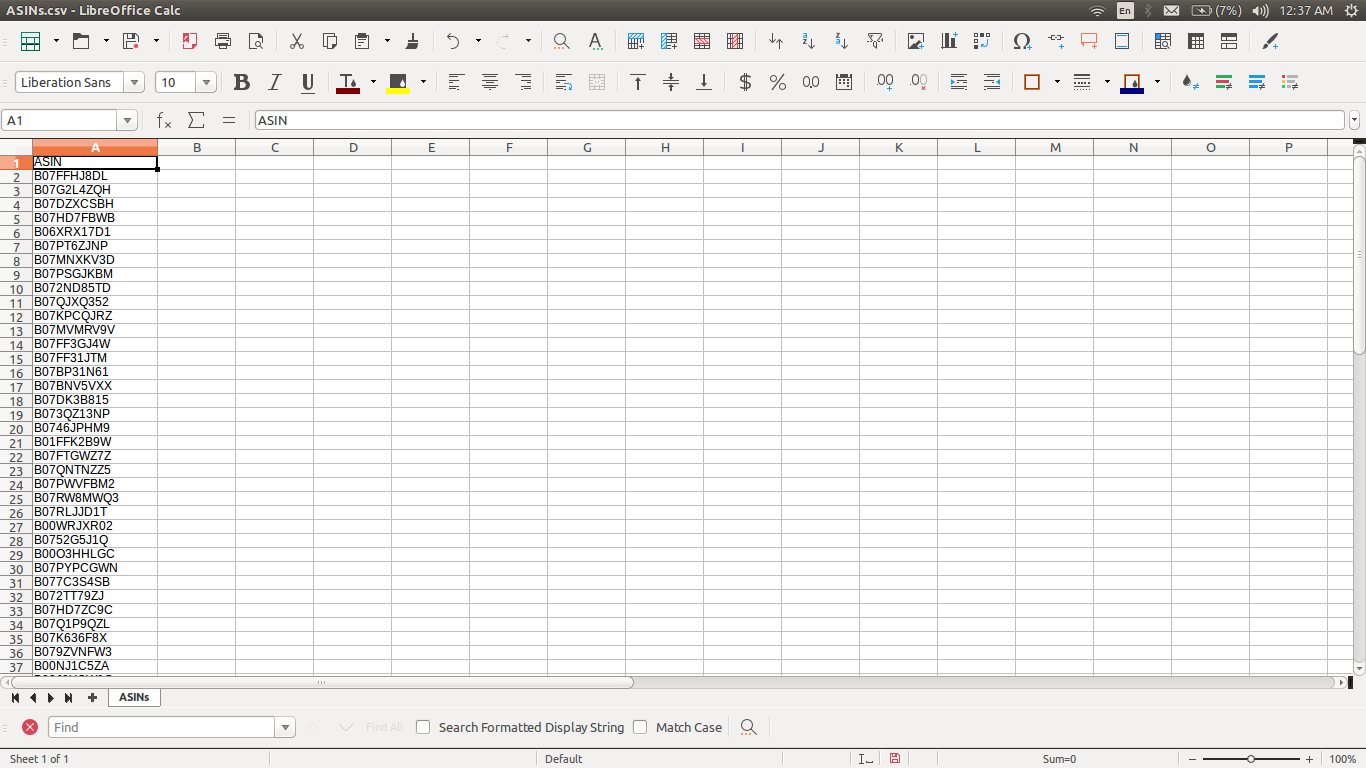 ASINs.csv - LibreOffice Calc
En
(7%)
12:37 AM
Liberation Sans
10
A1
ASIN
A B C D E F G H I J K L M N O P
1 ASIN
2 B07FFHJ8DL
3 B07G2L4ZQH
4 B07DZXCSBH
5 B07HD7FBWB
6 B06XRX17D1
7 B07PT6ZJNP
8 B07MNXKV3D
9 B07PSGJKBM
10 B072ND85TD
11 B07QJXQ352
12 B07KPCQJRZ
13 B07MVMRV9V
14 B07FF3GJ4W
15 B07FF31JTM
16 B07BP31N61
17 B07BNV5VXX
18 B07DK3B815
19 B073QZ13NP
20 B0746JPHM9
21 B01FFK2B9W
22 B07FTGWZ7Z
23 B07QNTNZZ5
24 B07PWVFBM2
25 B07RW8MWQ3
26 B07RLJJD1T
27 B00WRJXR02
28 B0752G5J1Q
29 B00O3HHLGC
30 B07PYPCGWN
31 B077C3S4SB
32 B072TT79ZJ
33 B07HD7ZC9C
34 B07Q1P9QZL
35 B07K636F8X
36 B079ZVNFW3
37 B00NJ1C5ZA
ASINs
Find
Find All
Search Formatted Display String
Match Case
Sheet 1 of 1
Default
Sum=0
100%